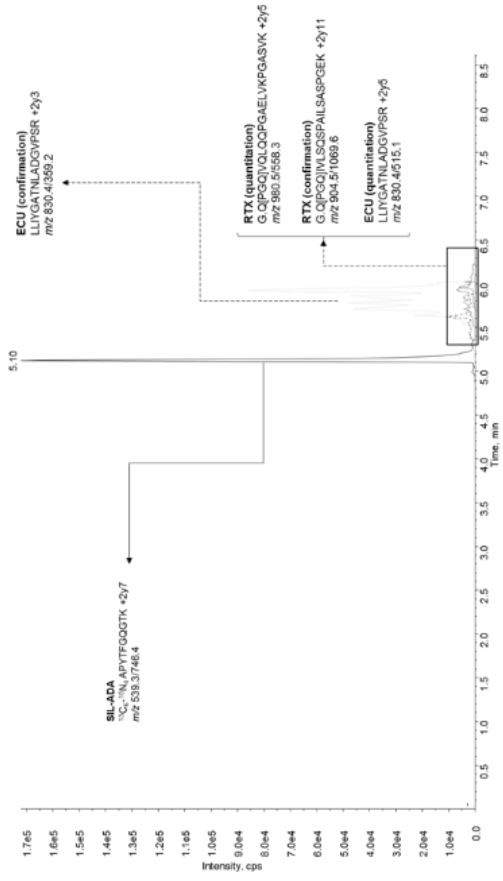 ECU (confirmation)
LLIYGATNLADGVPSR +2y3
m/z 830.4/359.2
RTX (quantitation)
G.Q[PGQ]IVQLQQPGAELVKPGASVK +2y5
m/z 980.5/558.3
RTX (confirmation)
G.Q[PGQ]IVLSQSPAILSASPGEK +2y11
m/z 904.5/1069.6
ECU (quantitation)
LLIYGATNLADGVPSR +2y5
m/z 830.4/515.1
5.10
SIL-ADA
¹³C₆-¹⁵N₄ APYTFGQGTK +2y7
m/z 539.3/746.4
Intensity, cps
1.7e5
1.6e5
1.5e5
1.4e5
1.3e5
1.2e5
1.1e5
1.0e5
9.0e4
8.0e4
7.0e4
6.0e4
5.0e4
4.0e4
3.0e4
2.0e4
1.0e4
0.0
0.5
1.0
1.5
2.0
2.5
3.0
3.5
4.0
4.5
5.0
5.5
6.0
6.5
7.0
7.5
8.0
8.5
Time, min